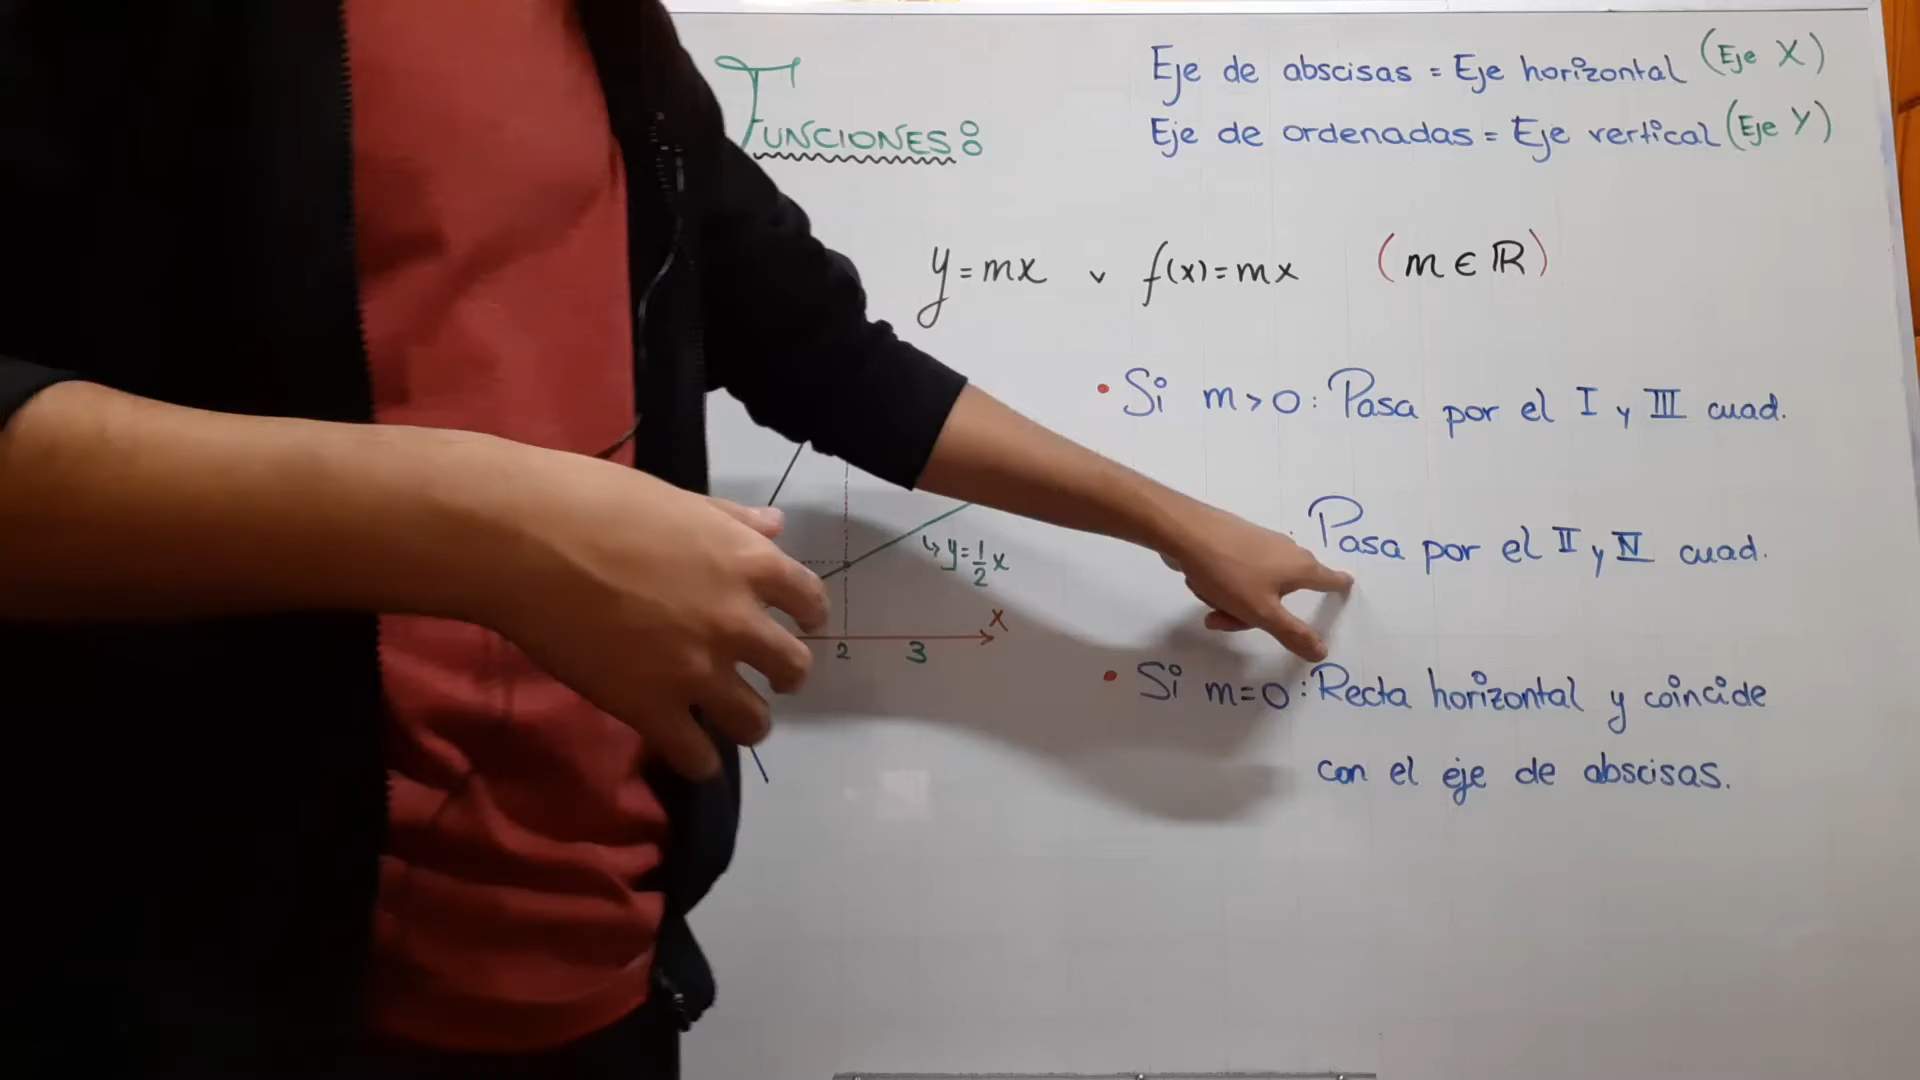 FUNCIONES:
Eje de abscisas = Eje horizontal (Eje X)
Eje de ordenadas = Eje vertical (Eje Y)
y = mx v f(x) = mx (m ∈ ℝ)
• Si m > 0: Pasa por el I y III cuad.
: Pasa por el II y IV cuad.
• Si m = 0: Recta horizontal y coincide
con el eje de abscisas.
↳ y = 1/2 x
X
2 3